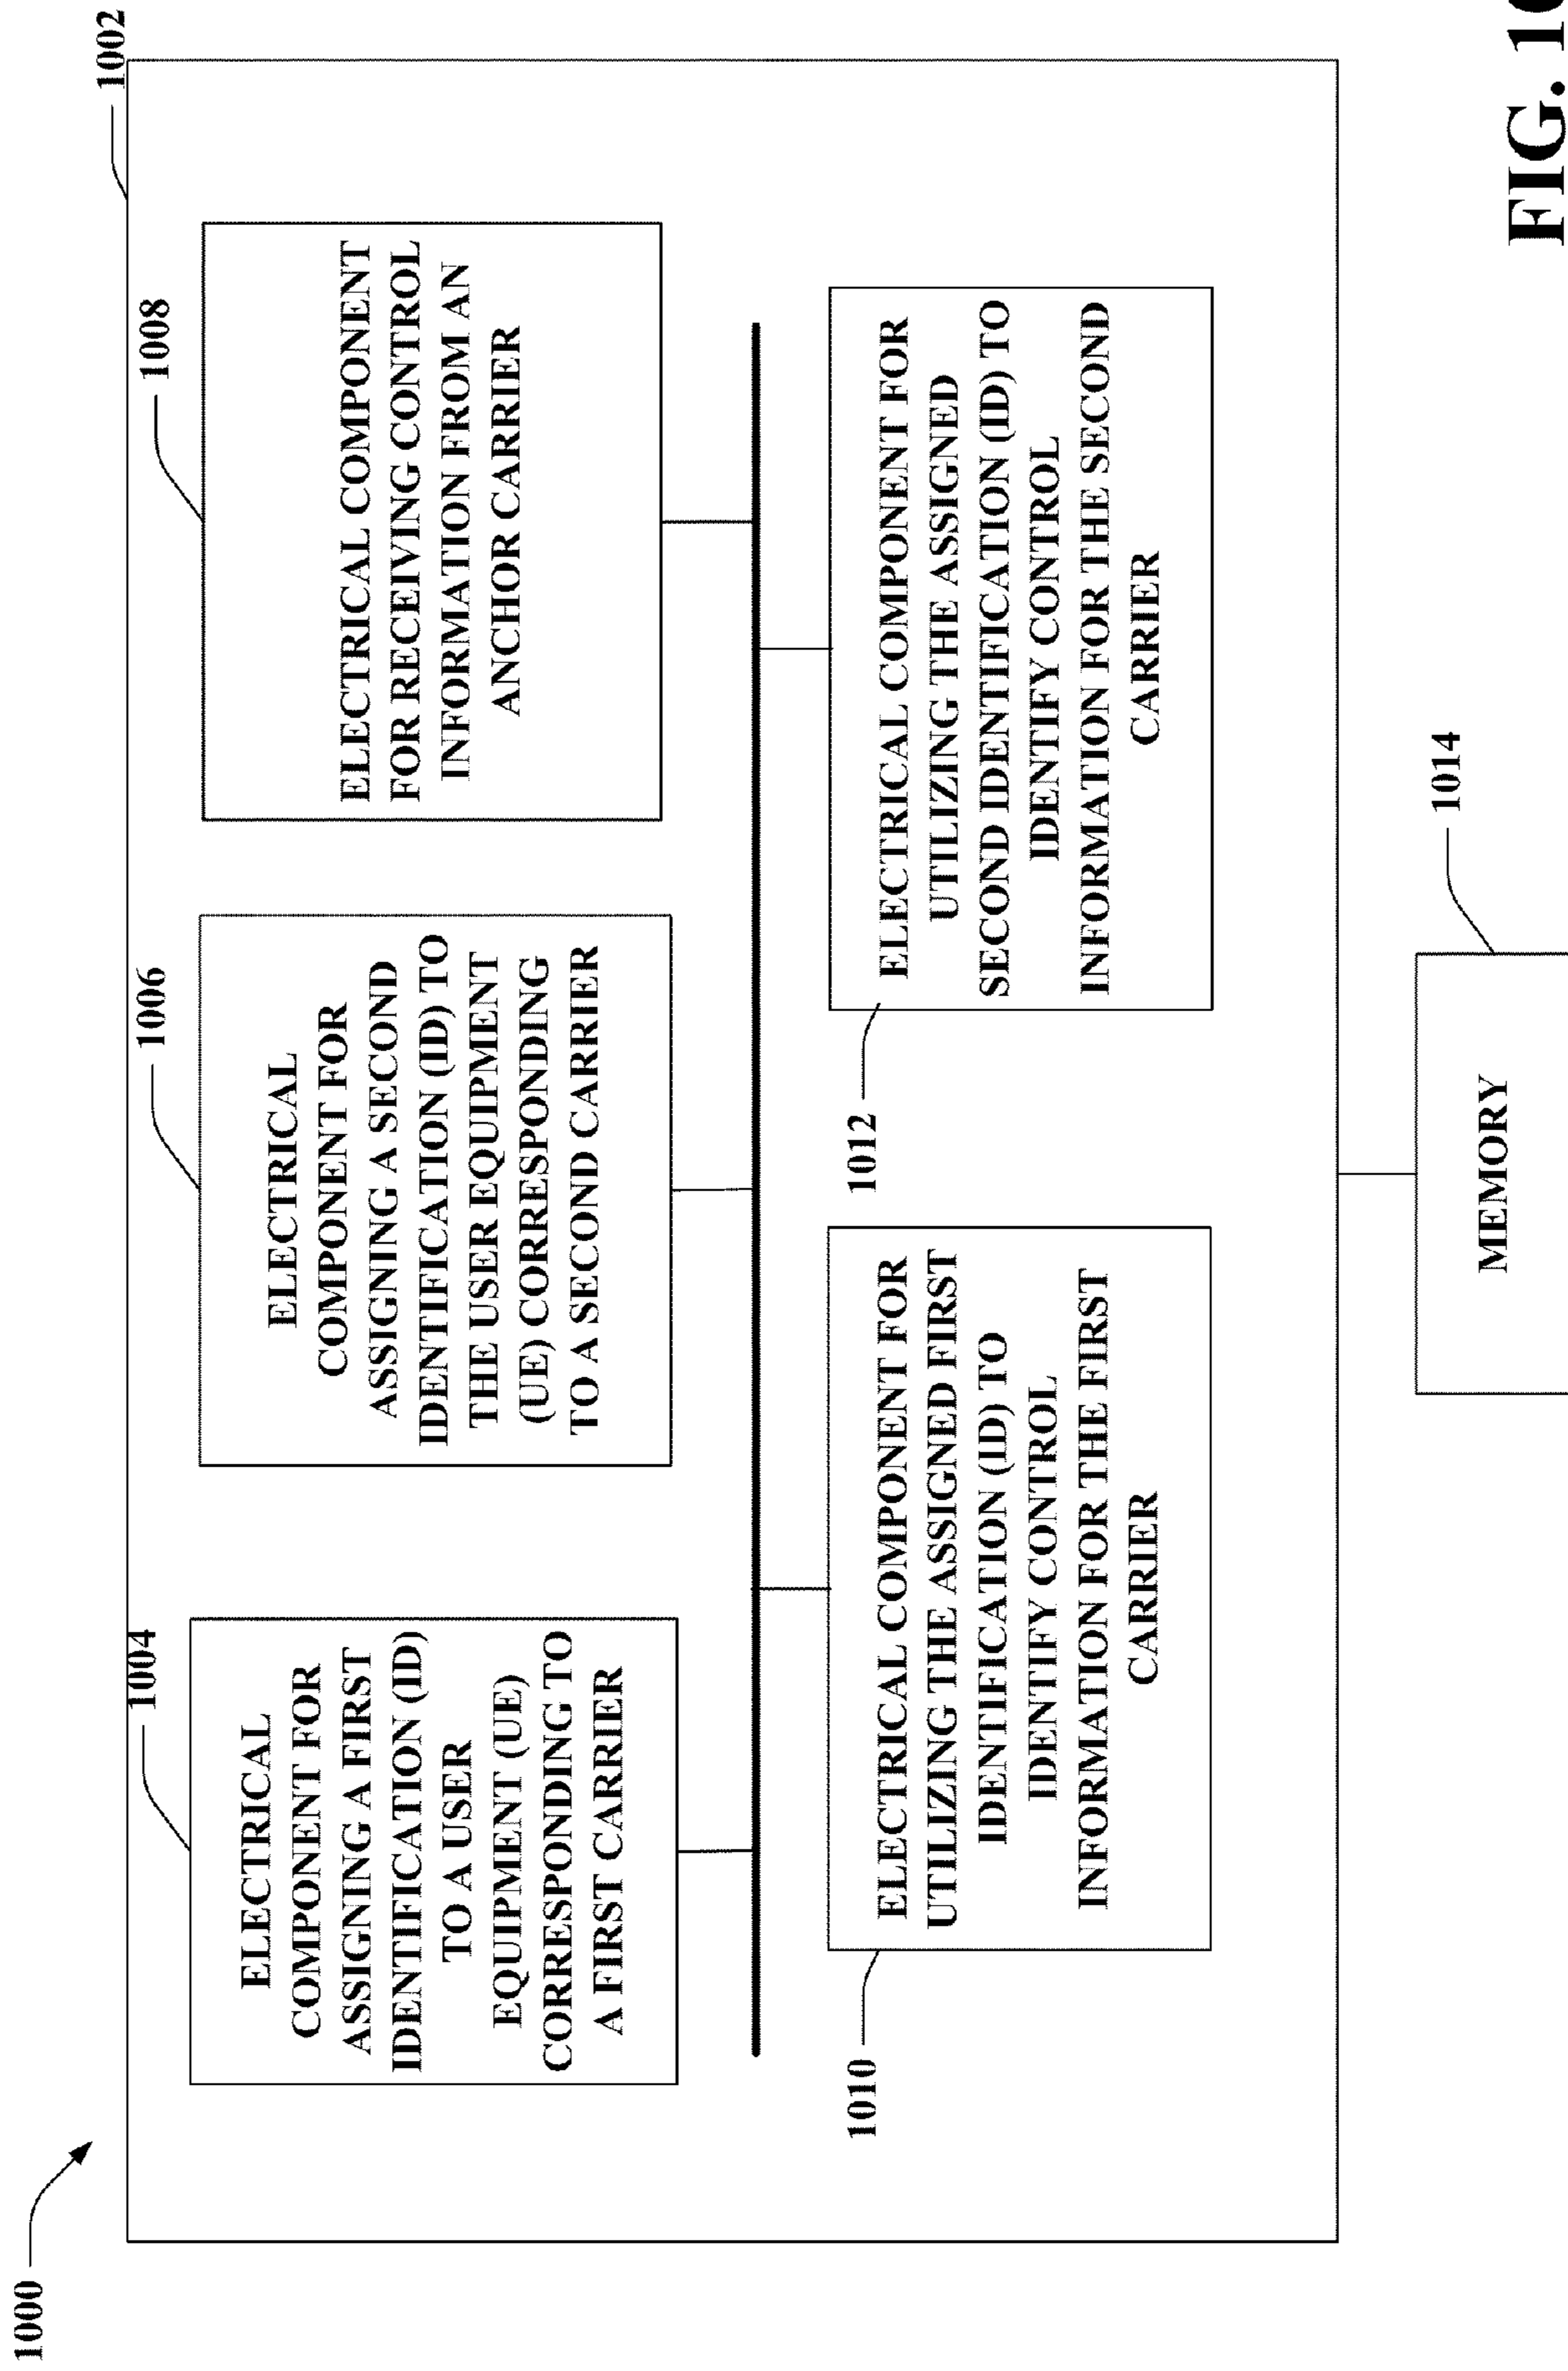 1000
1002
1004
ELECTRICAL
COMPONENT FOR
ASSIGNING A FIRST
IDENTIFICATION (ID)
TO A USER
EQUIPMENT (UE)
CORRESPONDING TO
A FIRST CARRIER
1006
ELECTRICAL
COMPONENT FOR
ASSIGNING A SECOND
IDENTIFICATION (ID) TO
THE USER EQUIPMENT
(UE) CORRESPONDING
TO A SECOND CARRIER
1008
ELECTRICAL COMPONENT
FOR RECEIVING CONTROL
INFORMATION FROM AN
ANCHOR CARRIER
1010
ELECTRICAL COMPONENT FOR
UTILIZING THE ASSIGNED FIRST
IDENTIFICATION (ID) TO
IDENTIFY CONTROL
INFORMATION FOR THE FIRST
CARRIER
1012
ELECTRICAL COMPONENT FOR
UTILIZING THE ASSIGNED
SECOND IDENTIFICATION (ID) TO
IDENTIFY CONTROL
INFORMATION FOR THE SECOND
CARRIER
1014
MEMORY
FIG. 10